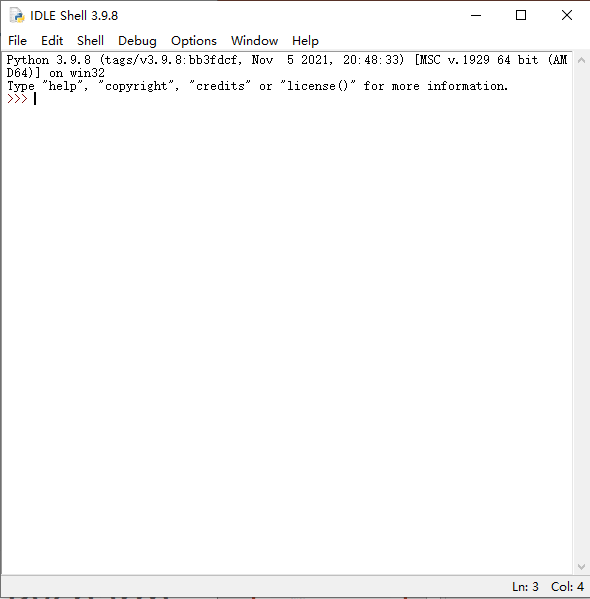 IDLE Shell 3.9.8
File Edit Shell Debug Options Window Help
Python 3.9.8 (tags/v3.9.8:bb3fdcf, Nov  5 2021, 20:48:33) [MSC v.1929 64 bit (AM
D64)] on win32
Type "help", "copyright", "credits" or "license()" for more information.
>>>
Ln: 3 Col: 4